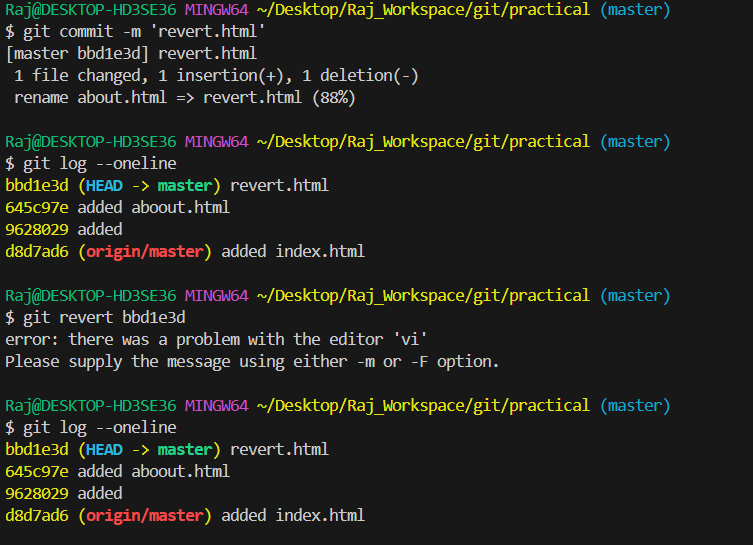 Raj@DESKTOP-HD3SE36 MINGW64 ~/Desktop/Raj_Workspace/git/practical (master)
$ git commit -m 'revert.html'
[master bbd1e3d] revert.html
 1 file changed, 1 insertion(+), 1 deletion(-)
 rename about.html => revert.html (88%)

Raj@DESKTOP-HD3SE36 MINGW64 ~/Desktop/Raj_Workspace/git/practical (master)
$ git log --oneline
bbd1e3d (HEAD -> master) revert.html
645c97e added aboout.html
9628029 added
d8d7ad6 (origin/master) added index.html

Raj@DESKTOP-HD3SE36 MINGW64 ~/Desktop/Raj_Workspace/git/practical (master)
$ git revert bbd1e3d
error: there was a problem with the editor 'vi'
Please supply the message using either -m or -F option.

Raj@DESKTOP-HD3SE36 MINGW64 ~/Desktop/Raj_Workspace/git/practical (master)
$ git log --oneline
bbd1e3d (HEAD -> master) revert.html
645c97e added aboout.html
9628029 added
d8d7ad6 (origin/master) added index.html